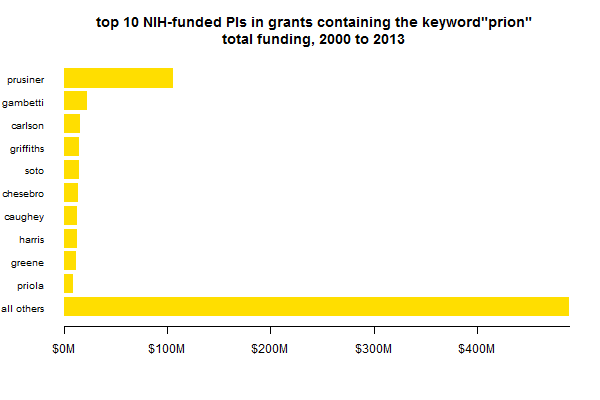 top 10 NIH-funded PIs in grants containing the keyword"prion"
total funding, 2000 to 2013
prusiner
gambetti
carlson
griffiths
soto
chesebro
caughey
harris
greene
priola
all others
$0M $100M $200M $300M $400M